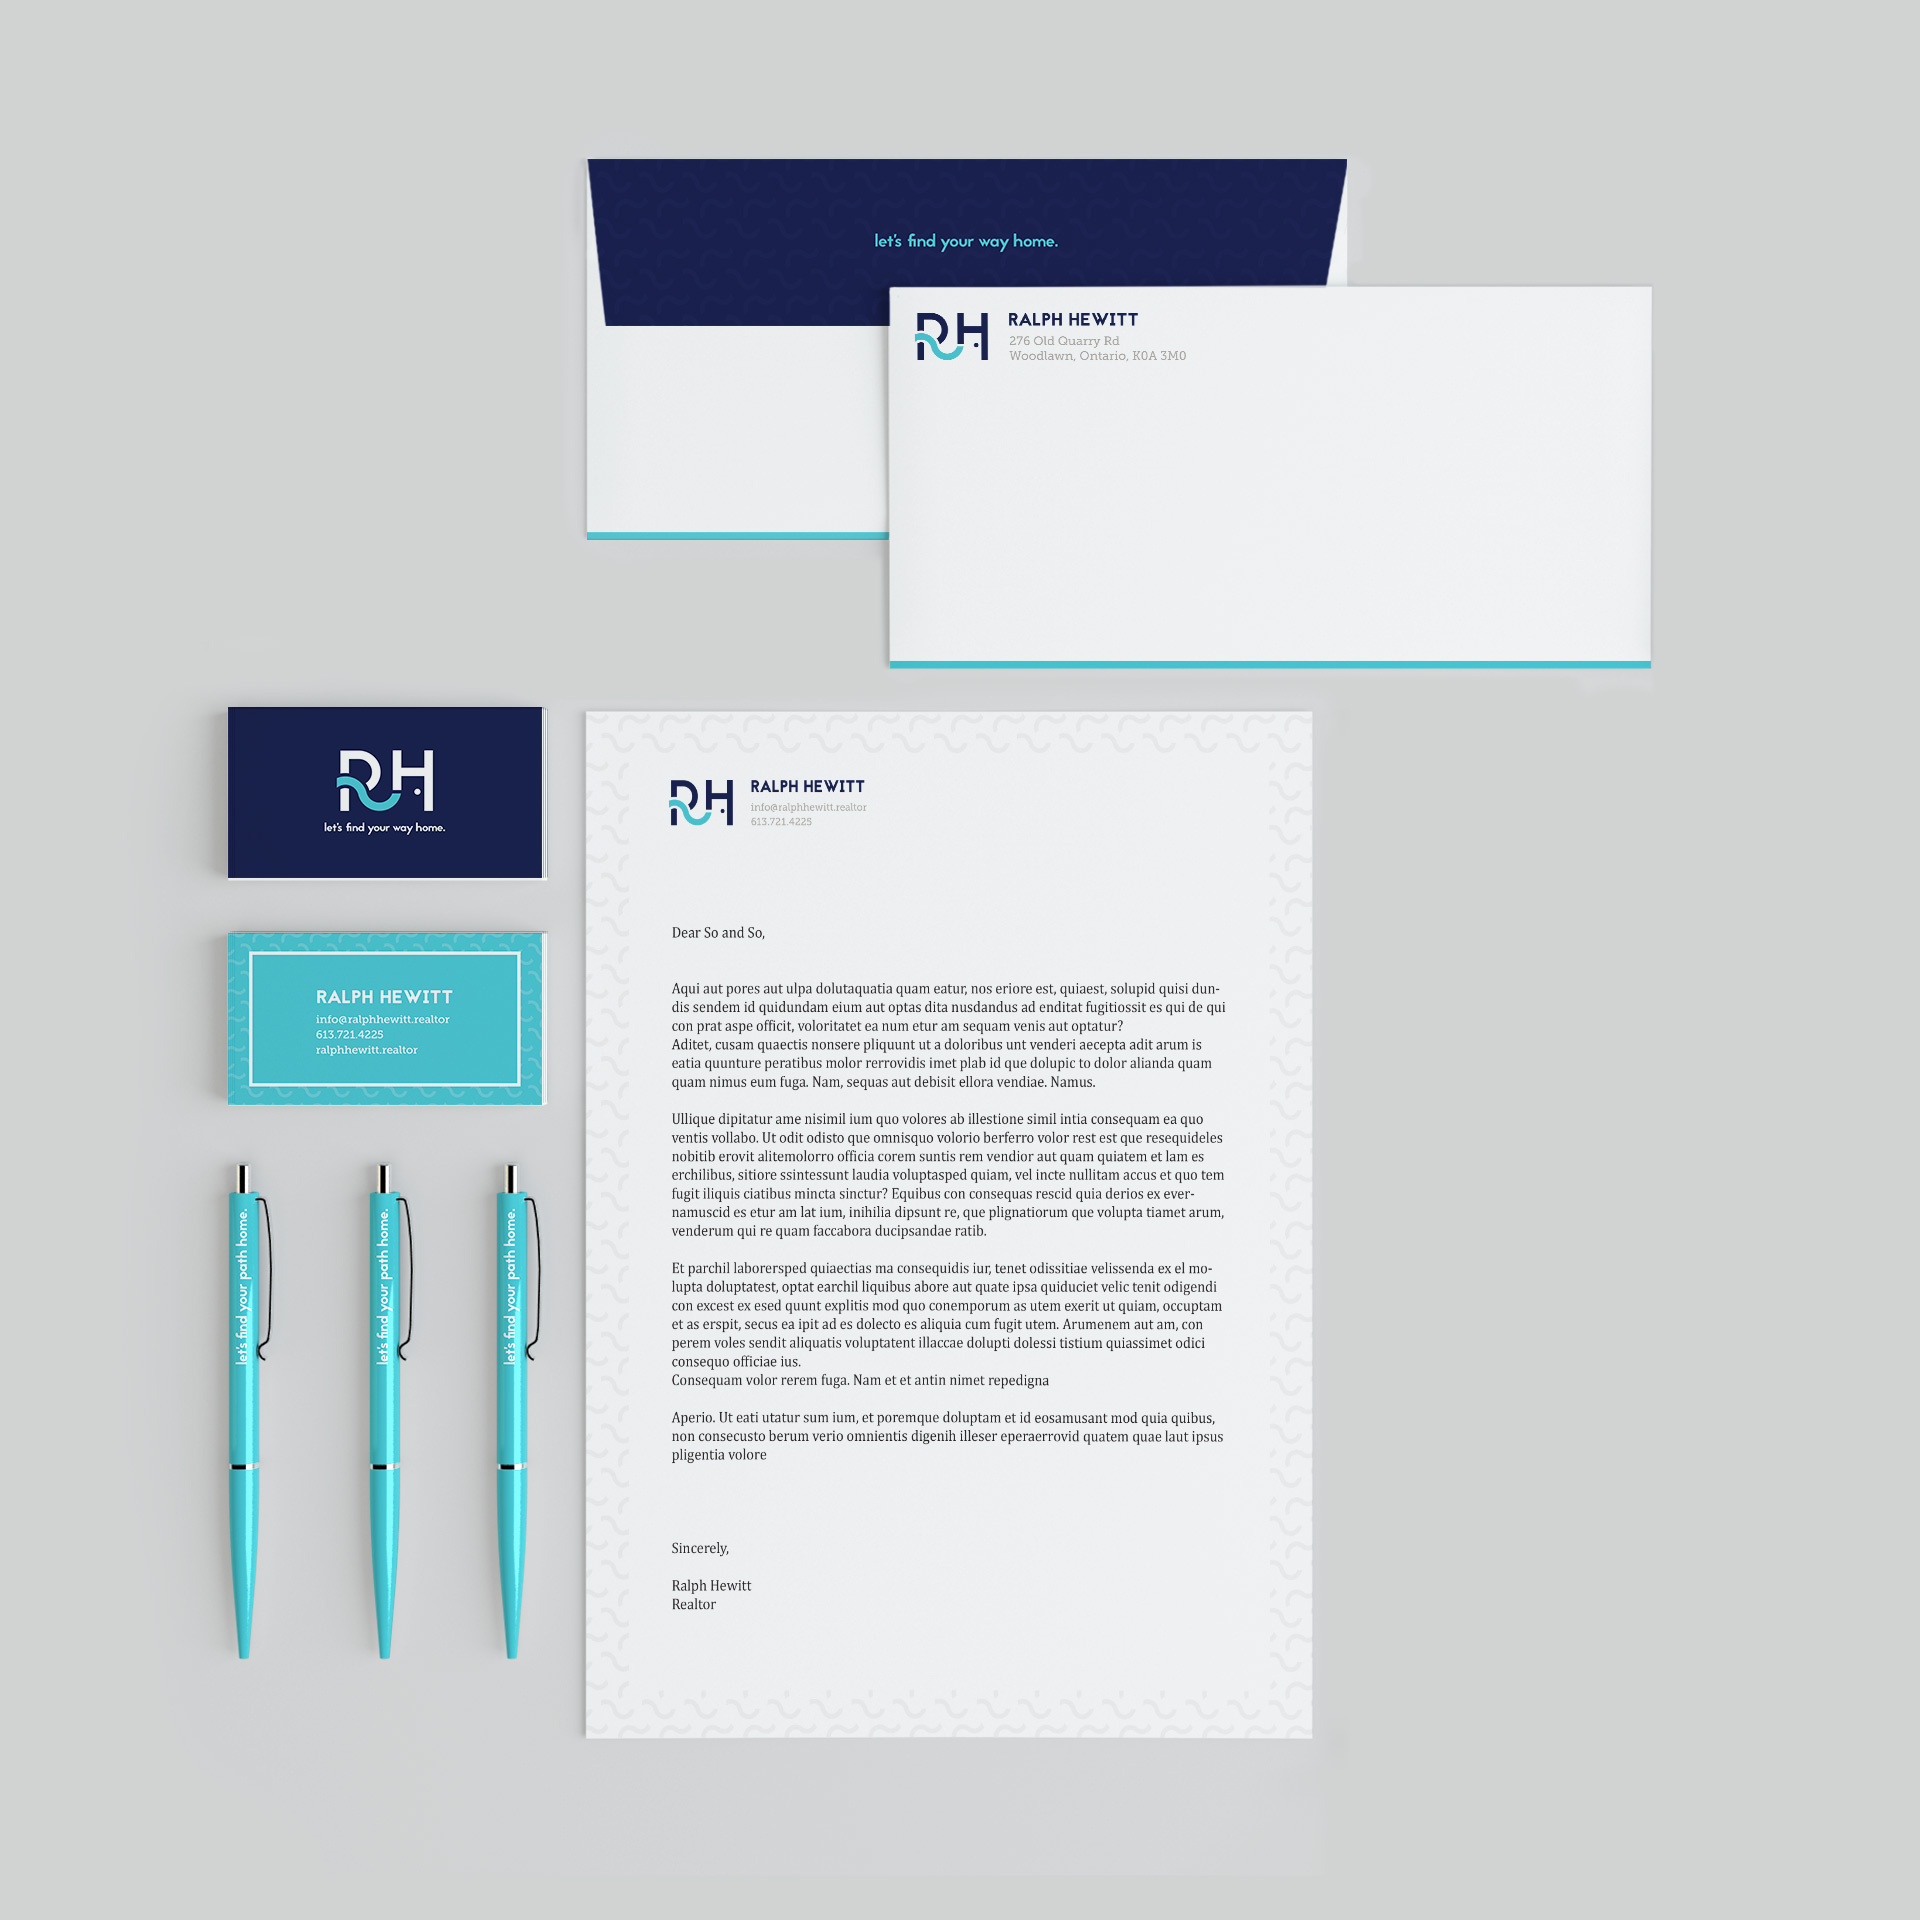 let's find your way home.
RH
RALPH HEWITT
276 Old Quarry Rd
Woodlawn, Ontario, K0A 3M0
RH
let's find your way home.
RALPH HEWITT
info@ralphhewitt.realtor
613.721.4225
ralphhewitt.realtor
let's find your path home.
let's find your path home.
let's find your path home.
RH
RALPH HEWITT
info@ralphhewitt.realtor
613.721.4225
Dear So and So,
Aqui aut pores aut ulpa dolutaquatia quam eatur, nos eriore est, quiaest, solupid quisi dun-
dis sendem id quidundam eium aut optas dita nusdandus ad enditat fugitiossit es qui de qui
con prat aspe officit, voloritatet ea num etur am sequam venis aut optatur?
Aditet, cusam quaectis nonsere pliquunt ut a doloribus unt venderi aecepta adit arum is
eatia quunture peratibus molor rerrovidis imet plab id que dolupic to dolor alianda quam
quam nimus eum fuga. Nam, sequas aut debisit ellora vendiae. Namus.
Ullique dipitatur ame nisimil ium quo volores ab illestione simil intia consequam ea quo
ventis vollabo. Ut odit odisto que omnisquo volorio berferro volor rest est que resequideles
nobitib erovit alitemolorro officia corem suntis rem vendior aut quam quiatem et lam es
erchilibus, sitiore ssintessunt laudia voluptasped quiam, vel incte nullitam accus et quo tem
fugit iliquis ciatibus mincta sinctur? Equibus con consequas rescid quia derios ex ever-
namuscid es etur am lat ium, inihilia dipsunt re, que plignatiorum que volupta tiamet arum,
venderum qui re quam faccabora ducipsandae ratib.
Et parchil laborersped quiaectias ma consequidis iur, tenet odissitiae velissenda ex el mo-
lupta doluptatest, optat earchil liquibus abore aut quate ipsa quiduciet velic tenit odigendi
con excest ex esed quunt explitis mod quo conemporum as utem exerit ut quiam, occuptam
et as erspit, secus ea ipit ad es dolecto es aliquia cum fugit utem. Arumenem aut am, con
perem voles sendit aliquatis voluptatent illaccae dolupti dolessi tistium quiassimet odici
consequo officiae ius.
Consequam volor rerem fuga. Nam et et antin nimet repedigna
Aperio. Ut eati utatur sum ium, et poremque doluptam et id eosamusant mod quia quibus,
non consecusto berum verio omnientis digenih illeser eperaerrovid quatem quae laut ipsus
pligentia volore
Sincerely,
Ralph Hewitt
Realtor